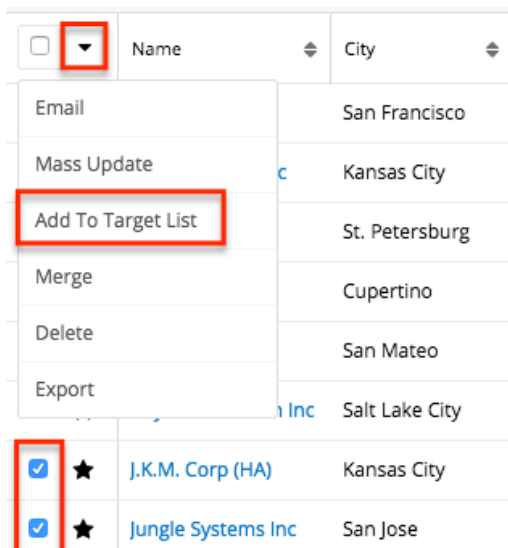 Name City
Email San Francisco
Mass Update c Kansas City
Add To Target List St. Petersburg
Merge Cupertino
Delete San Mateo
Export
Inc Salt Lake City
J.K.M. Corp (HA) Kansas City
Jungle Systems Inc San Jose